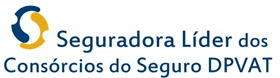 Seguradora Líder dos
Consórcios do Seguro DPVAT